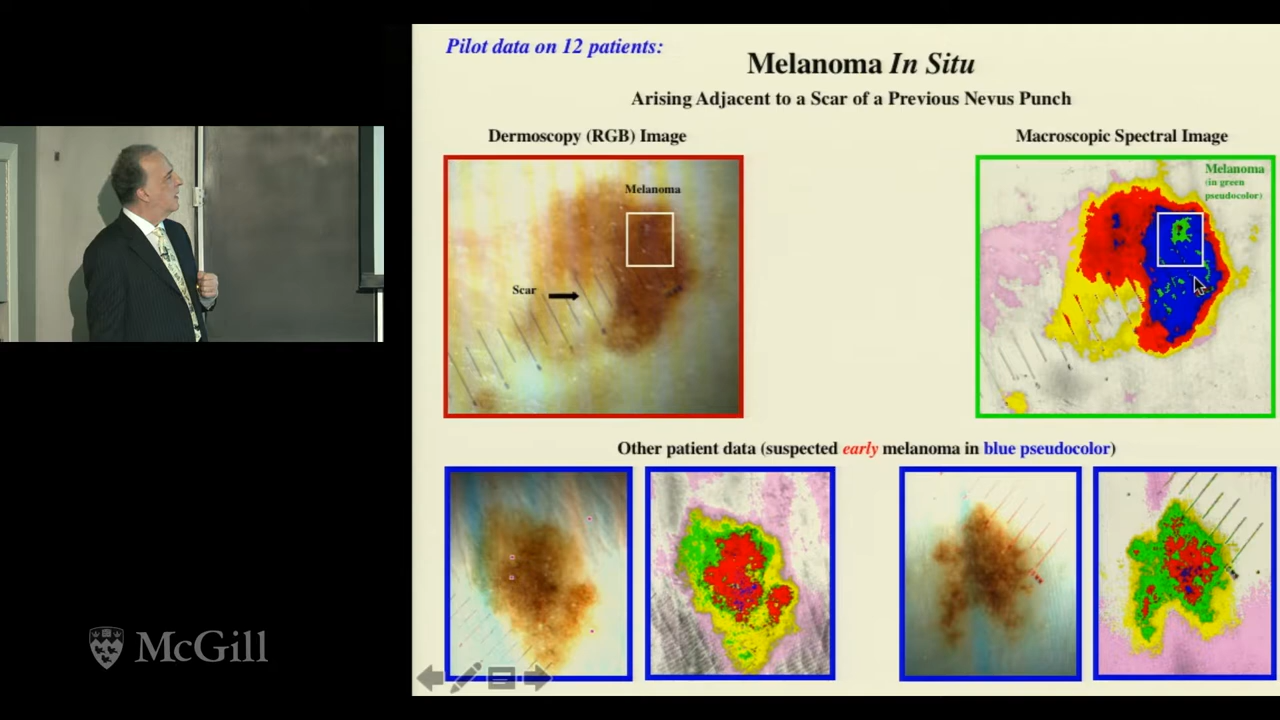 Pilot data on 12 patients:
Melanoma In Situ
Arising Adjacent to a Scar of a Previous Nevus Punch
Dermoscopy (RGB) Image
Macroscopic Spectral Image
Melanoma
Scar
Melanoma
(in green
pseudocolor)
Other patient data (suspected early melanoma in blue pseudocolor)
McGill